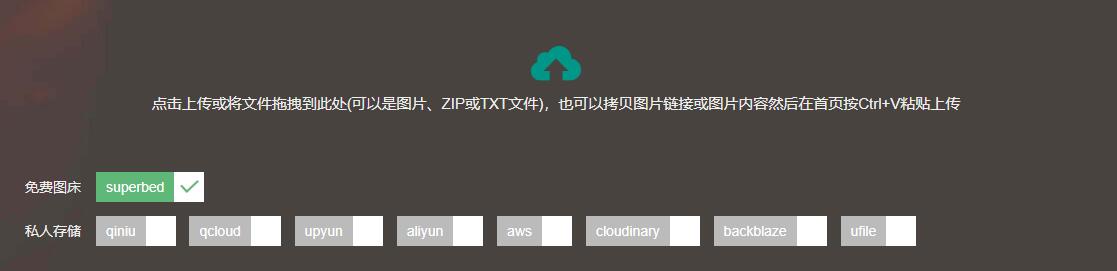 点击上传或将文件拖拽到此处(可以是图片、ZIP或TXT文件)，也可以拷贝图片链接或图片内容然后在首页按Ctrl+V粘贴上传
免费图床 superbed
私人存储 qiniu qcloud upyun aliyun aws cloudinary backblaze ufile